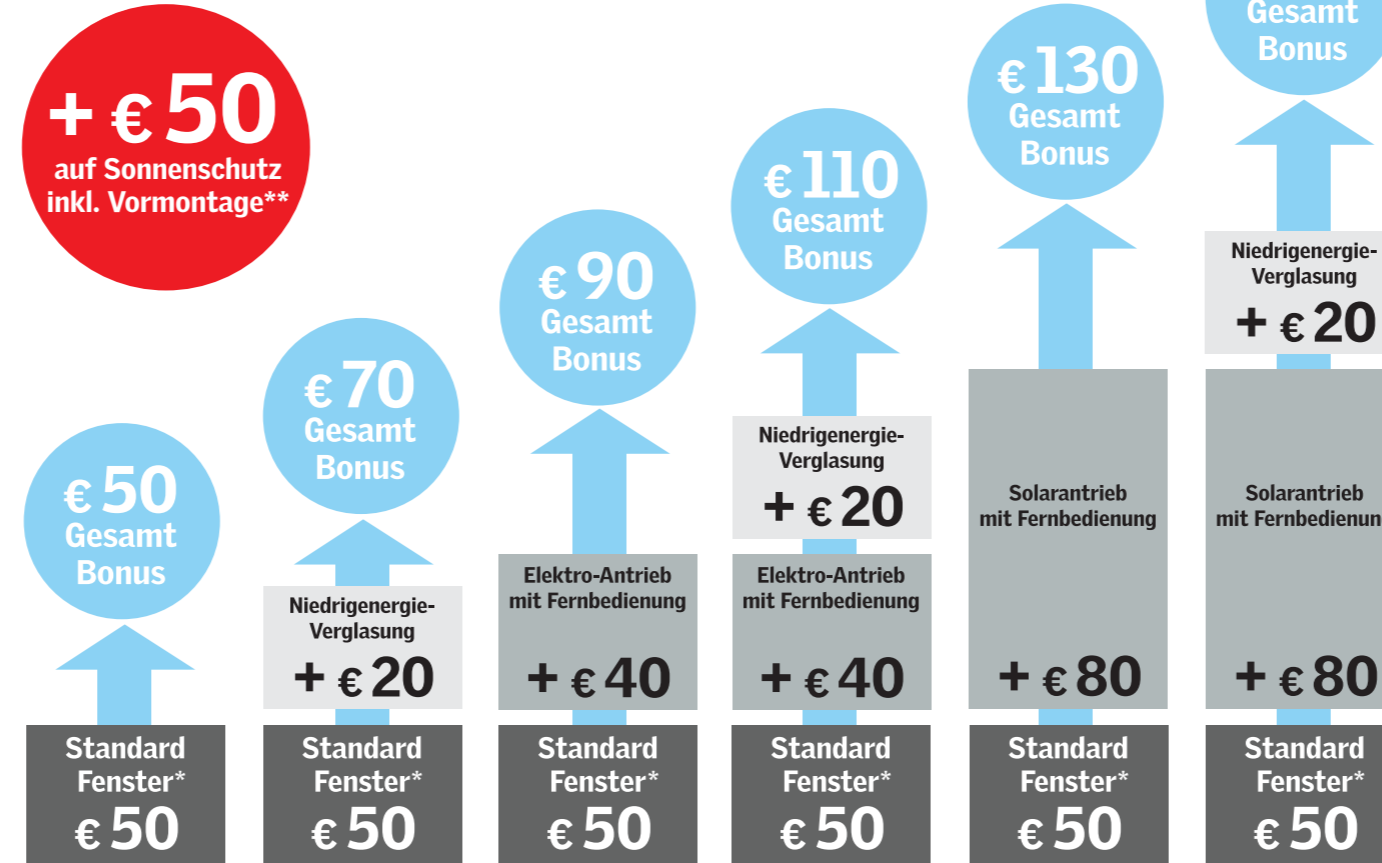 + € 50
auf Sonnenschutz
inkl. Vormontage**
€ 50
Gesamt
Bonus
Standard
Fenster*
€ 50
€ 70
Gesamt
Bonus
Niedrigenergie-
Verglasung
+ € 20
Standard
Fenster*
€ 50
€ 90
Gesamt
Bonus
Elektro-Antrieb
mit Fernbedienung
+ € 40
Standard
Fenster*
€ 50
€ 110
Gesamt
Bonus
Niedrigenergie-
Verglasung
+ € 20
Elektro-Antrieb
mit Fernbedienung
+ € 40
Standard
Fenster*
€ 50
€ 130
Gesamt
Bonus
Solarantrieb
mit Fernbedienung
+ € 80
Standard
Fenster*
€ 50
Gesamt
Bonus
Niedrigenergie-
Verglasung
+ € 20
Solarantrieb
mit Fernbedienun
+ € 80
Standard
Fenster*
€ 50